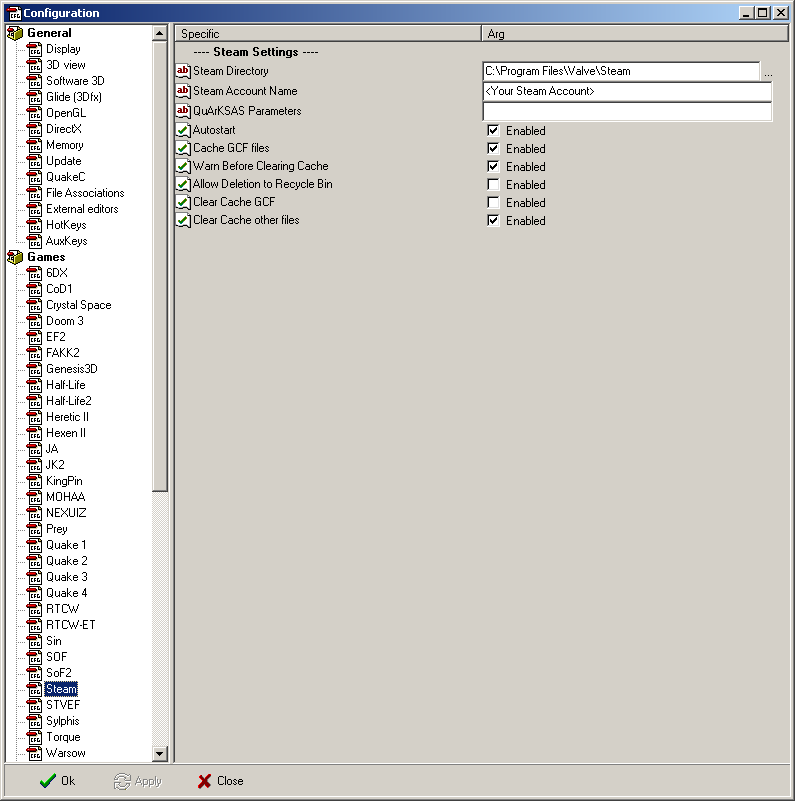 Configuration
General
Display
3D view
Software 3D
Glide (3Dfx)
OpenGL
DirectX
Memory
Update
QuakeC
File Associations
External editors
HotKeys
AuxKeys
Games
6DX
CoD1
Crystal Space
Doom 3
EF2
FAKK2
Genesis3D
Half-Life
Half-Life2
Heretic II
Hexen II
JA
JK2
KingPin
MOHAA
NEXUIZ
Prey
Quake 1
Quake 2
Quake 3
Quake 4
RTCW
RTCW-ET
Sin
SOF
SoF2
Steam
STVEF
Sylphis
Torque
Warsow
Specific Arg
---- Steam Settings ----
Steam Directory C:\Program Files\Valve\Steam ...
Steam Account Name <Your Steam Account>
QuArKSAS Parameters
Autostart Enabled
Cache GCF files Enabled
Warn Before Clearing Cache Enabled
Allow Deletion to Recycle Bin Enabled
Clear Cache GCF Enabled
Clear Cache other files Enabled
Ok Apply Close